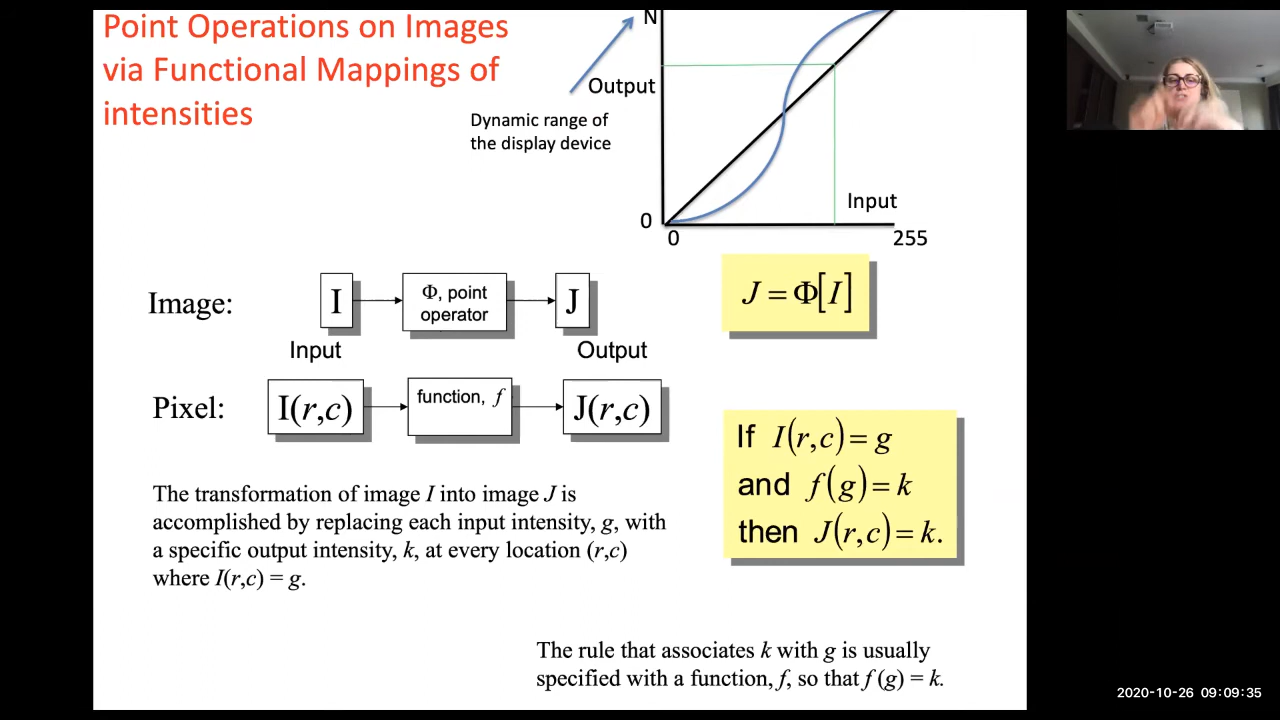 Point Operations on Images
via Functional Mappings of
intensities
N
Output
Dynamic range of
the display device
Input
0
0
255
Image:
I
Φ, point
operator
J
J = Φ[I]
Input
Output
Pixel:
I(r,c)
function, f
J(r,c)
If I(r,c) = g
and f(g) = k
then J(r,c) = k.
The transformation of image I into image J is
accomplished by replacing each input intensity, g, with
a specific output intensity, k, at every location (r,c)
where I(r,c) = g.
The rule that associates k with g is usually
specified with a function, f, so that f (g) = k.
2020-10-26 09:09:35